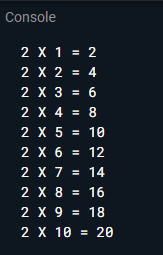 Console
2 X 1 = 2
2 X 2 = 4
2 X 3 = 6
2 X 4 = 8
2 X 5 = 10
2 X 6 = 12
2 X 7 = 14
2 X 8 = 16
2 X 9 = 18
2 X 10 = 20